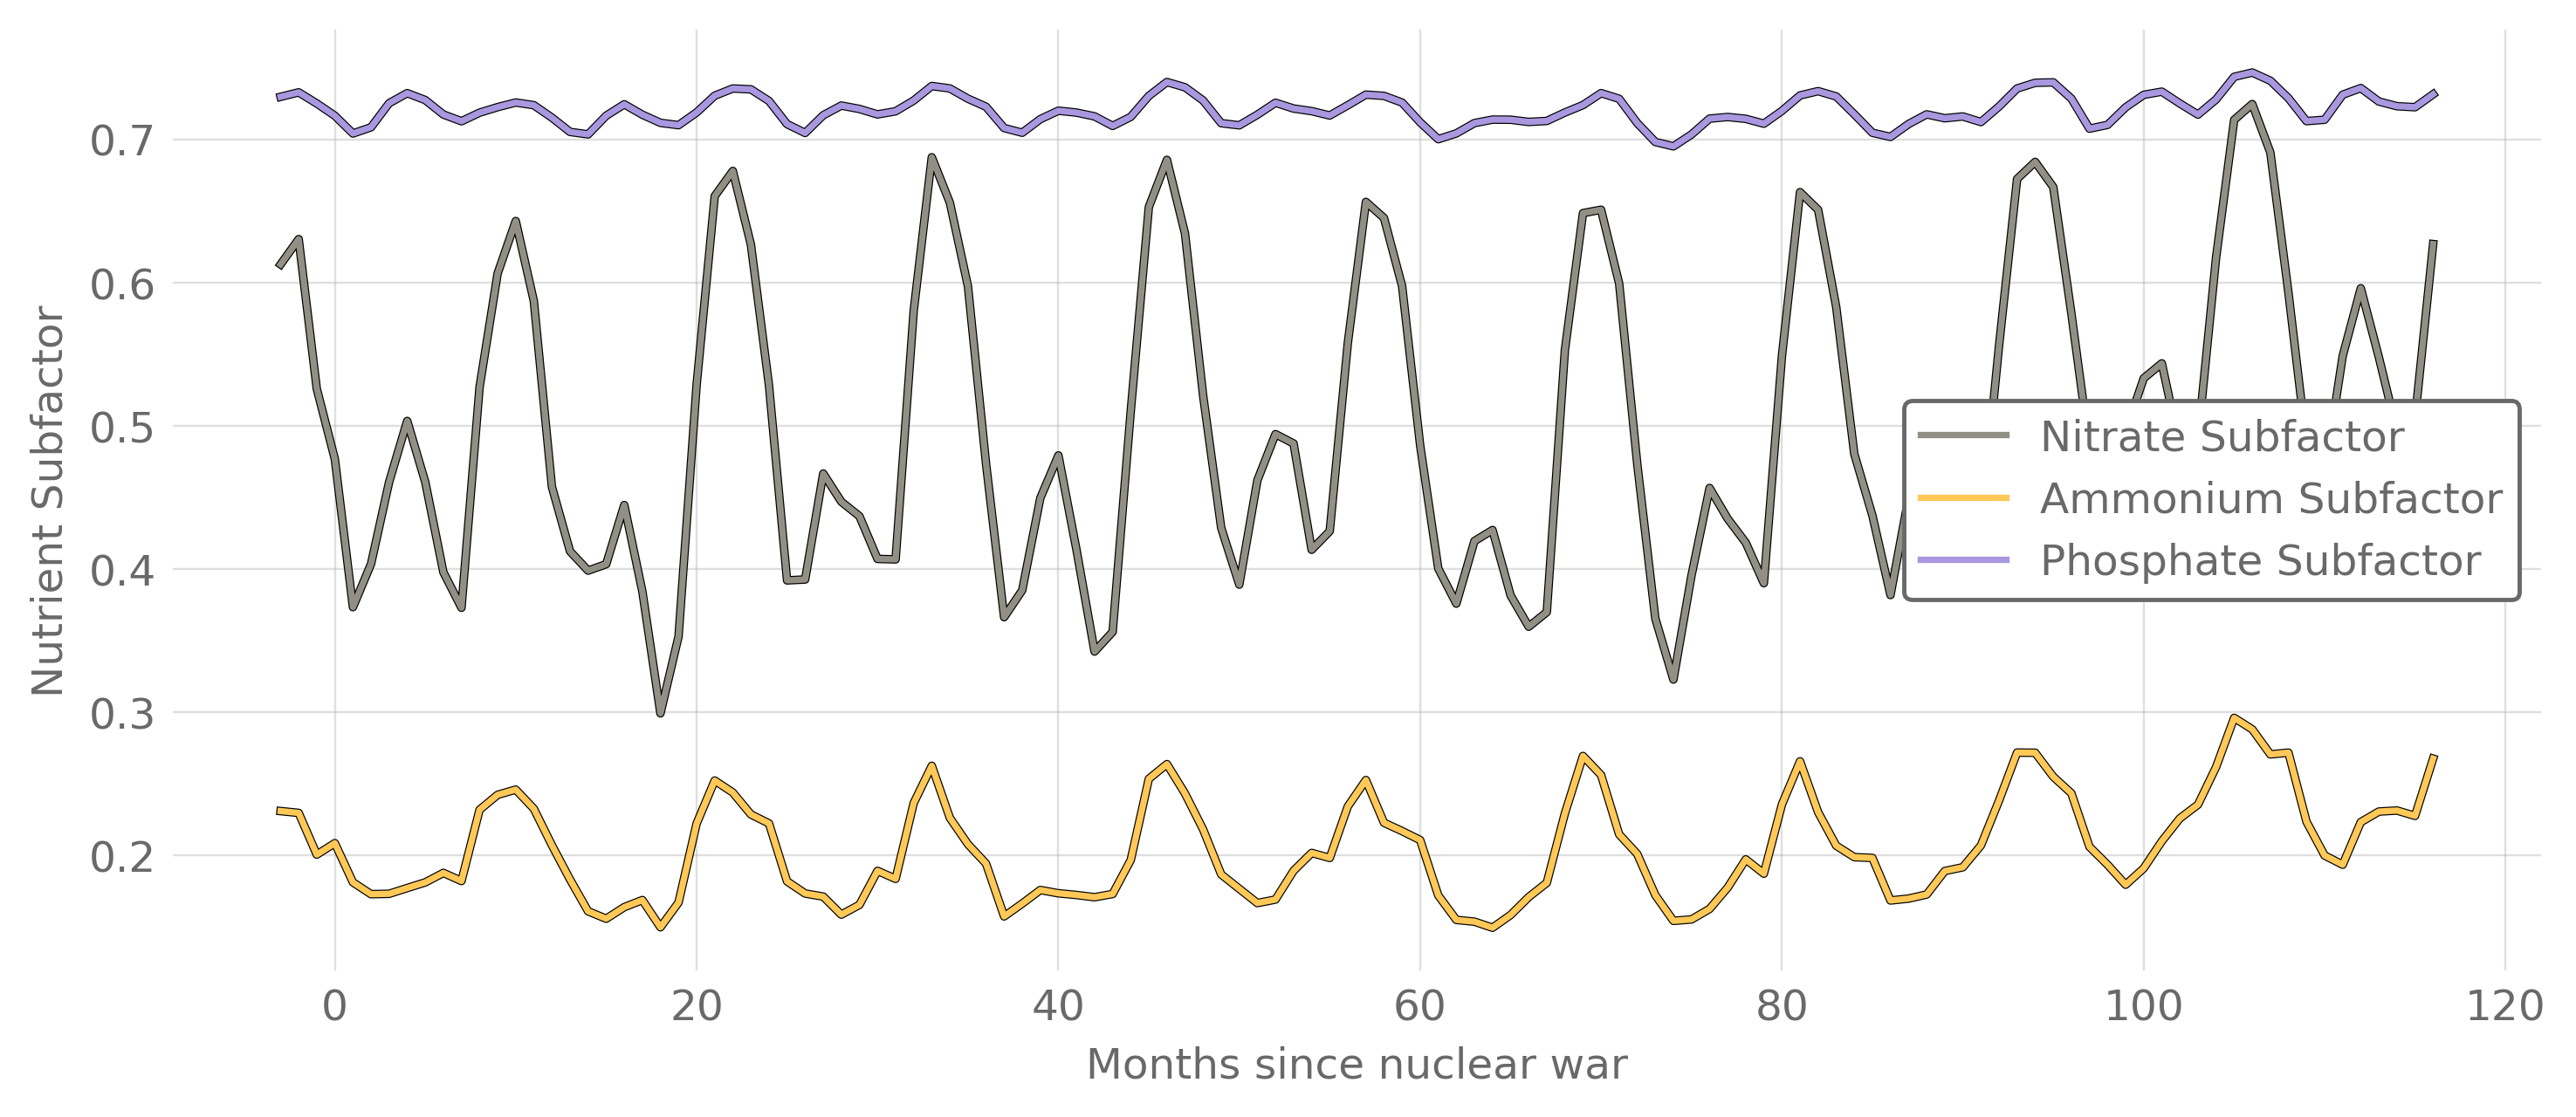 Nutrient Subfactor
0.7
0.6
0.5
0.4
0.3
0.2
Nitrate Subfactor
Ammonium Subfactor
Phosphate Subfactor
0 20 40 60 80 100 120
Months since nuclear war